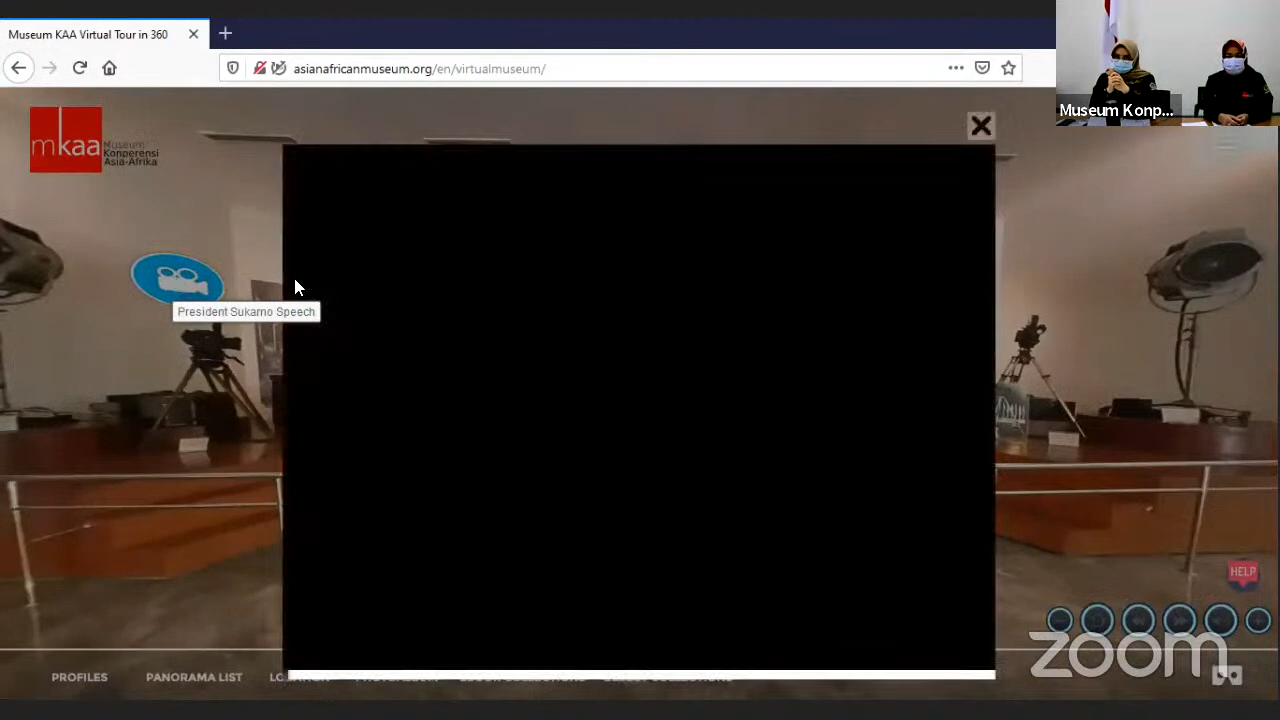 Museum KAA Virtual Tour in 360
asianafricanmuseum.org/en/virtualmuseum/
Museum Konp...
mkaa
Museum
Konperensi
Asia-Afrika
President Sukarno Speech
HELP
zoom
PROFILES
PANORAMA LIST